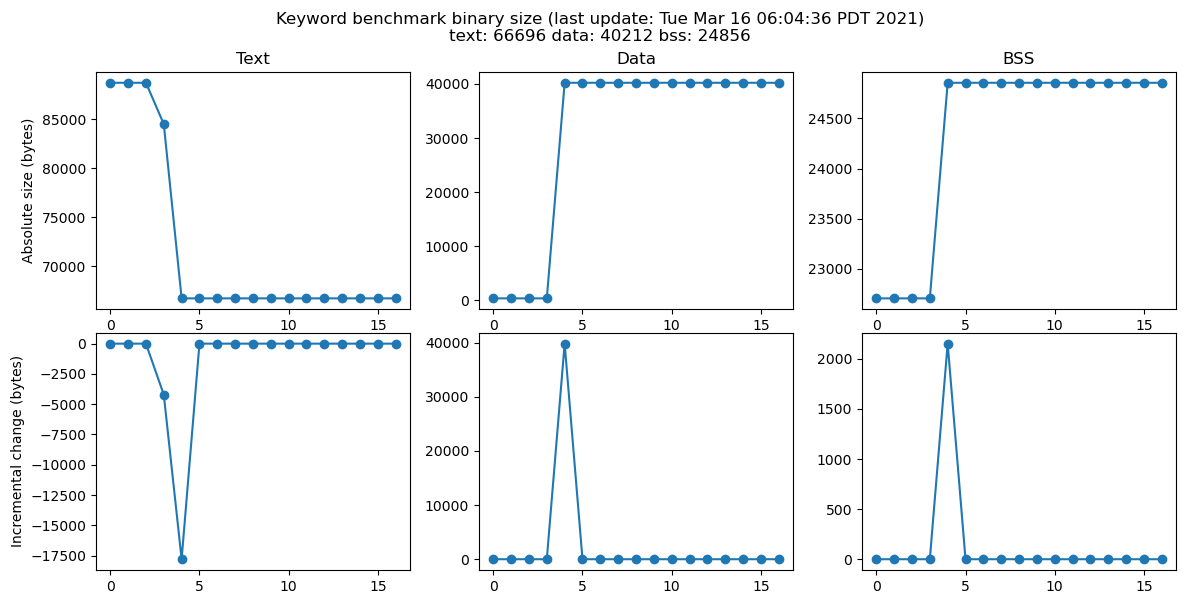 Keyword benchmark binary size (last update: Tue Mar 16 06:04:36 PDT 2021)
text: 66696 data: 40212 bss: 24856
Text
Data
BSS
Absolute size (bytes)
85000
80000
75000
70000
0 5 10 15
40000
30000
20000
10000
0
0 5 10 15
24500
24000
23500
23000
0 5 10 15
Incremental change (bytes)
0
−2500
−5000
−7500
−10000
−12500
−15000
−17500
0 5 10 15
40000
30000
20000
10000
0
0 5 10 15
2000
1500
1000
500
0
0 5 10 15